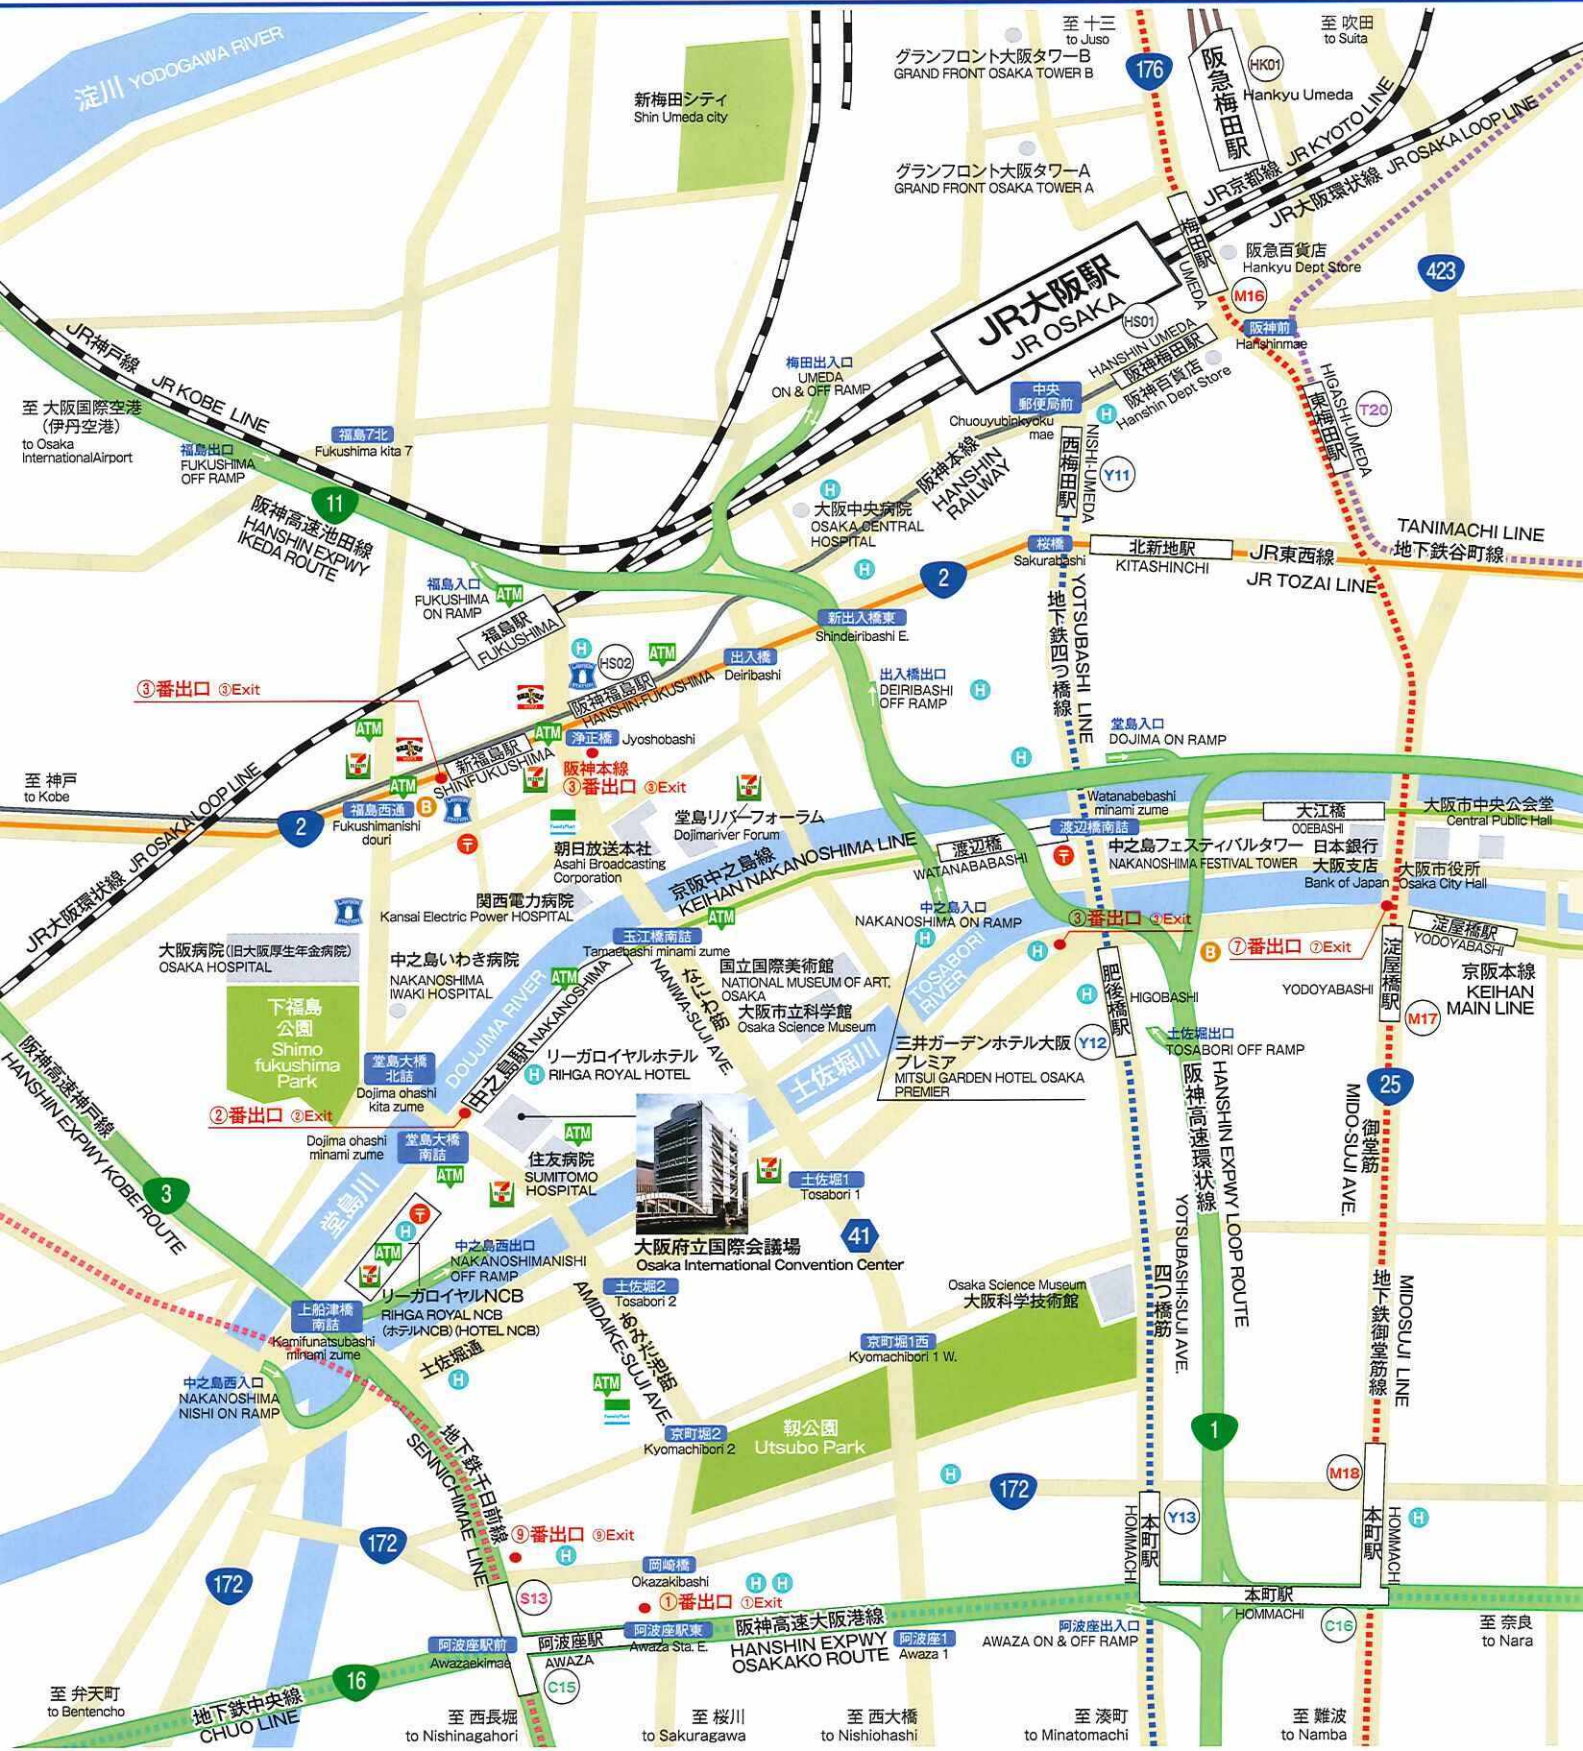 淀川 YODOGAWA RIVER
新梅田シティ
Shin Umeda city
グランフロント大阪タワーB
GRAND FRONT OSAKA TOWER B
グランフロント大阪タワーA
GRAND FRONT OSAKA TOWER A
至 十三
to Juso
176
阪急梅田駅
HK01
Hankyu Umeda
至 吹田
to Suita
JR京都線 JR KYOTO LINE
JR大阪環状線 JR OSAKA LOOP LINE
梅田駅
UMEDA
阪急百貨店
Hankyu Dept Store
423
M16
阪神前
Hanshinmae
JR大阪駅
JR OSAKA
HS01
HANSHIN UMEDA
阪神梅田駅
阪神百貨店
Hanshin Dept Store
中央
郵便局前
Chuouyubinkyoku
mae
H
HIGASHI-UMEDA
東梅田駅
T20
梅田出入口
UMEDA
ON & OFF RAMP
JR神戸線 JR KOBE LINE
至 大阪国際空港
(伊丹空港)
to Osaka
InternationalAirport
福島出口
FUKUSHIMA
OFF RAMP
福島7北
Fukushima kita 7
11
阪神高速池田線
HANSHIN EXPWY
IKEDA ROUTE
福島入口
FUKUSHIMA
ON RAMP
ATM
福島駅
FUKUSHIMA
H
大阪中央病院
OSAKA CENTRAL
HOSPITAL
H
阪神本線
HANSHIN
RAILWAY
西梅田駅
NISHI-UMEDA
Y11
桜橋
Sakurabashi
北新地駅
KITASHINCHI
JR東西線
JR TOZAI LINE
TANIMACHI LINE
地下鉄谷町線
2
新出入橋東
Shindeiribashi E.
出入橋
Deiribashi
H
HS02
ATM
阪神福島駅
HANSHIN-FUKUSHIMA
出入橋出口
DEIRIBASHI
OFF RAMP
H
地下鉄四つ橋線
YOTSUBASHI LINE
③番出口 ③Exit
ATM
ATM
新福島駅
SHINFUKUSHIMA
ATM
浄正橋 Jyoshobashi
阪神本線
③番出口 ③Exit
堂島入口
DOJIMA ON RAMP
H
至 神戸
to Kobe
2
福島西通
Fukushimanishi
douri
B
〒
FamilyMart
堂島リバーフォーラム
Dojimariver Forum
朝日放送本社
Asahi Broadcasting
Corporation
Watanabebashi
minami zume
渡辺橋南詰
〒
大江橋
OOEBASHI
大阪市中央公会堂
Central Public Hall
渡辺橋
WATANABABASHI
中之島フェスティバルタワー
NAKANOSHIMA FESTIVAL TOWER
日本銀行
大阪支店
Bank of Japan
大阪市役所
Osaka City Hall
京阪中之島線
KEIHAN NAKANOSHIMA LINE
JR大阪環状線 JR OSAKA LOOP LINE
関西電力病院
Kansai Electric Power HOSPITAL
ATM
中之島入口
NAKANOSHIMA ON RAMP
H
③番出口 ③Exit
H
B
⑦番出口 ⑦Exit
淀屋橋駅
YODOYABASHI
京阪本線
KEIHAN
MAIN LINE
大阪病院(旧大阪厚生年金病院)
OSAKA HOSPITAL
玉江橋南詰
Tamaebashi minami zume
中之島いわき病院
NAKANOSHIMA
IWAKI HOSPITAL
ATM
DOUJIMA RIVER
なにわ筋
NANIWA-SUJI AVE.
国立国際美術館
NATIONAL MUSEUM OF ART,
OSAKA
大阪市立科学館
Osaka Science Museum
TOSABORI
RIVER
土佐堀川
H
肥後橋駅
HIGOBASHI
Y12
YODOYABASHI
淀屋橋駅
M17
下福島
公園
Shimo
fukushima
Park
堂島大橋
北詰
Dojima ohashi
kita zume
中之島駅 NAKANOSHIMA
リーガロイヤルホテル
H RIHGA ROYAL HOTEL
三井ガーデンホテル大阪
プレミア
MITSUI GARDEN HOTEL OSAKA
PREMIER
土佐堀出口
TOSABORI OFF RAMP
②番出口 ②Exit
Dojima ohashi
minami zume
堂島大橋
南詰
ATM
ATM
住友病院
SUMITOMO
HOSPITAL
大阪府立国際会議場
Osaka International Convention Center
土佐堀1
Tosabori 1
41
25
御堂筋
MIDO-SUJI AVE.
阪神高速環状線
HANSHIN EXPWY LOOP ROUTE
阪神高速神戸線
HANSHIN EXPWY KOBE ROUTE
3
堂島川
〒
H
ATM
中之島西出口
NAKANOSHIMANISHI
OFF RAMP
リーガロイヤルNCB
RIHGA ROYAL NCB
(ホテルNCB)(HOTEL NCB)
上船津橋
南詰
Kamifunatsubashi
minami zume
土佐堀通
H
中之島西入口
NAKANOSHIMA
NISHI ON RAMP
土佐堀2
Tosabori 2
あみだ池筋
AMIDAIKE-SUJI AVE.
ATM
FamilyMart
京町堀2
Kyomachibori 2
京町堀1西
Kyomachibori 1 W.
Osaka Science Museum
大阪科学技術館
靱公園
Utsubo Park
四つ橋筋
YOTSUBASHI-SUJI AVE.
地下鉄御堂筋線
MIDOSUJI LINE
1
地下鉄千日前線
SENNICHIMAE LINE
172
172
172
H
⑨番出口 ⑨Exit
H
S13
岡崎橋
Okazakibashi
H H
①番出口 ①Exit
本町駅
HOMMACHI
Y13
M18
本町駅
HOMMACHI
H
本町駅
HOMMACHI
C16
阿波座駅前
Awazaekimae
阿波座駅
AWAZA
阿波座駅東
Awaza Sta. E.
阪神高速大阪港線
HANSHIN EXPWY
OSAKAKO ROUTE
阿波座1
Awaza 1
阿波座出入口
AWAZA ON & OFF RAMP
C15
16
地下鉄中央線
CHUO LINE
至 弁天町
to Bentencho
至 西長堀
to Nishinagahori
至 桜川
to Sakuragawa
至 西大橋
to Nishiohashi
至 湊町
to Minatomachi
至 難波
to Namba
至 奈良
to Nara